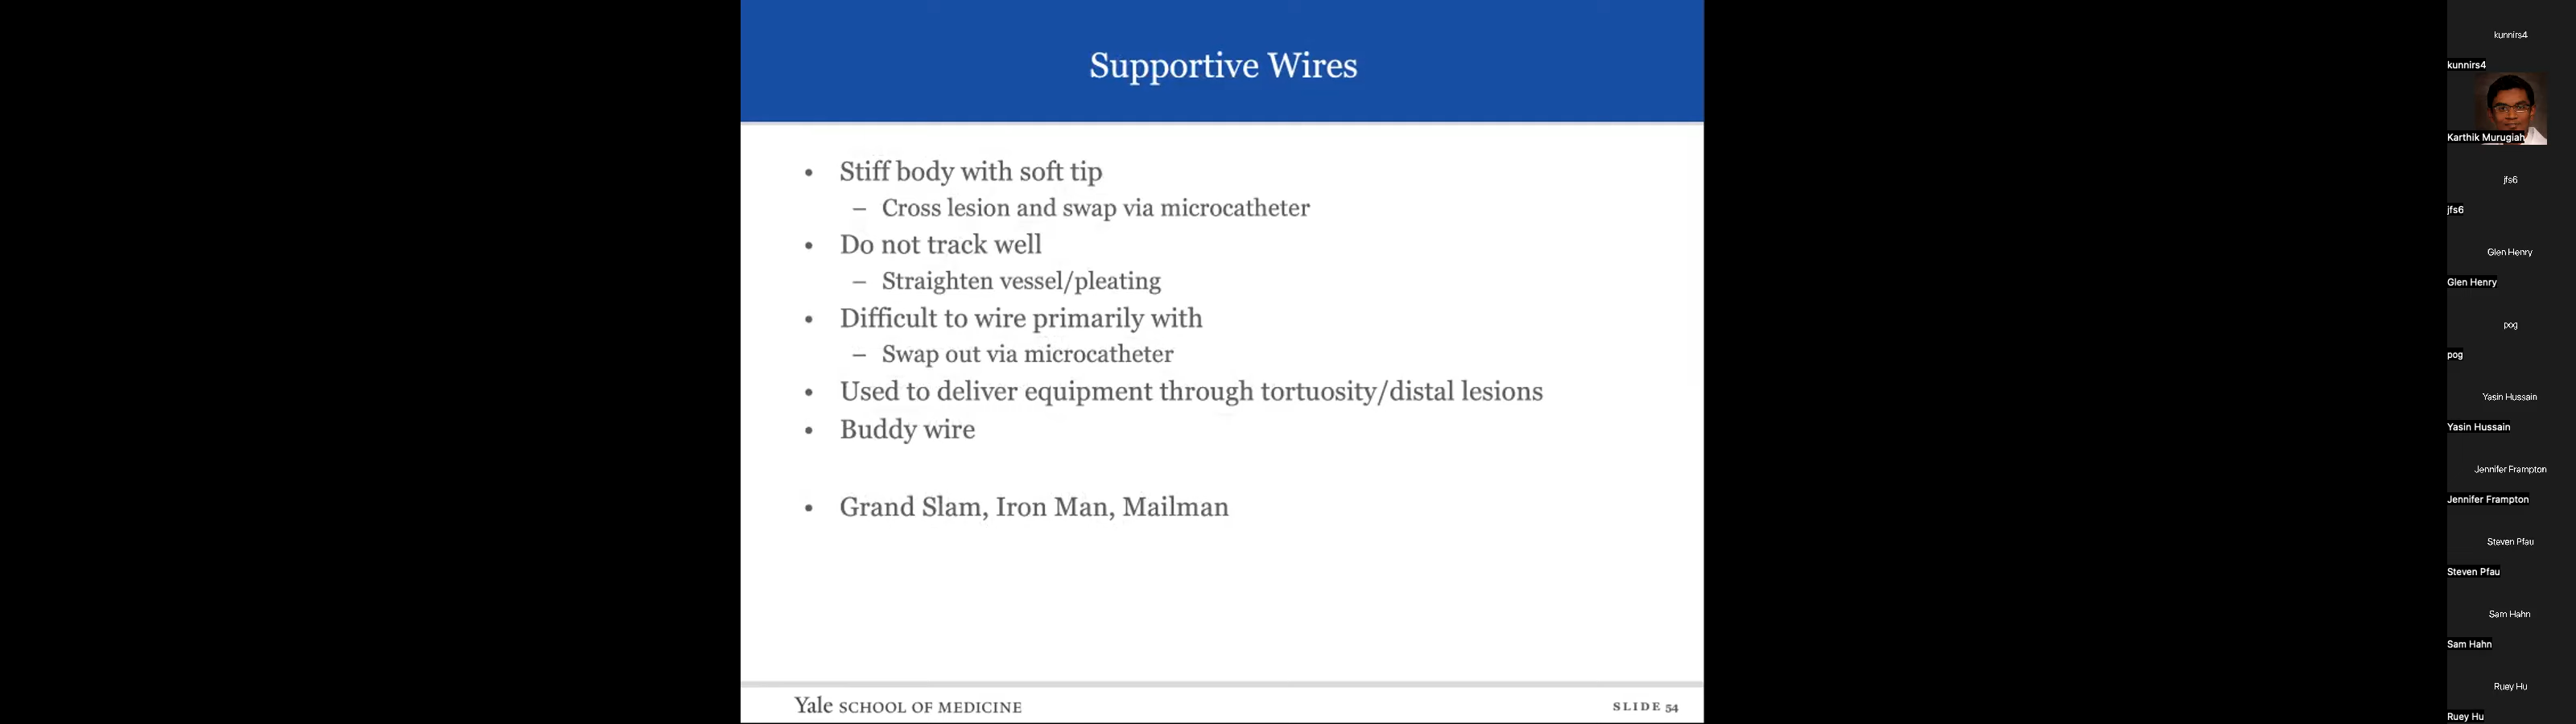 Supportive Wires
• Stiff body with soft tip
– Cross lesion and swap via microcatheter
• Do not track well
– Straighten vessel/pleating
• Difficult to wire primarily with
– Swap out via microcatheter
• Used to deliver equipment through tortuosity/distal lesions
• Buddy wire
• Grand Slam, Iron Man, Mailman
Yale SCHOOL OF MEDICINE
SLIDE 54
kunnirs4
kunnirs4
Karthik Murugiah
jfs6
jfs6
Glen Henry
Glen Henry
pog
pog
Yasin Hussain
Yasin Hussain
Jennifer Frampton
Jennifer Frampton
Steven Pfau
Steven Pfau
Sam Hahn
Sam Hahn
Ruey Hu
Ruey Hu